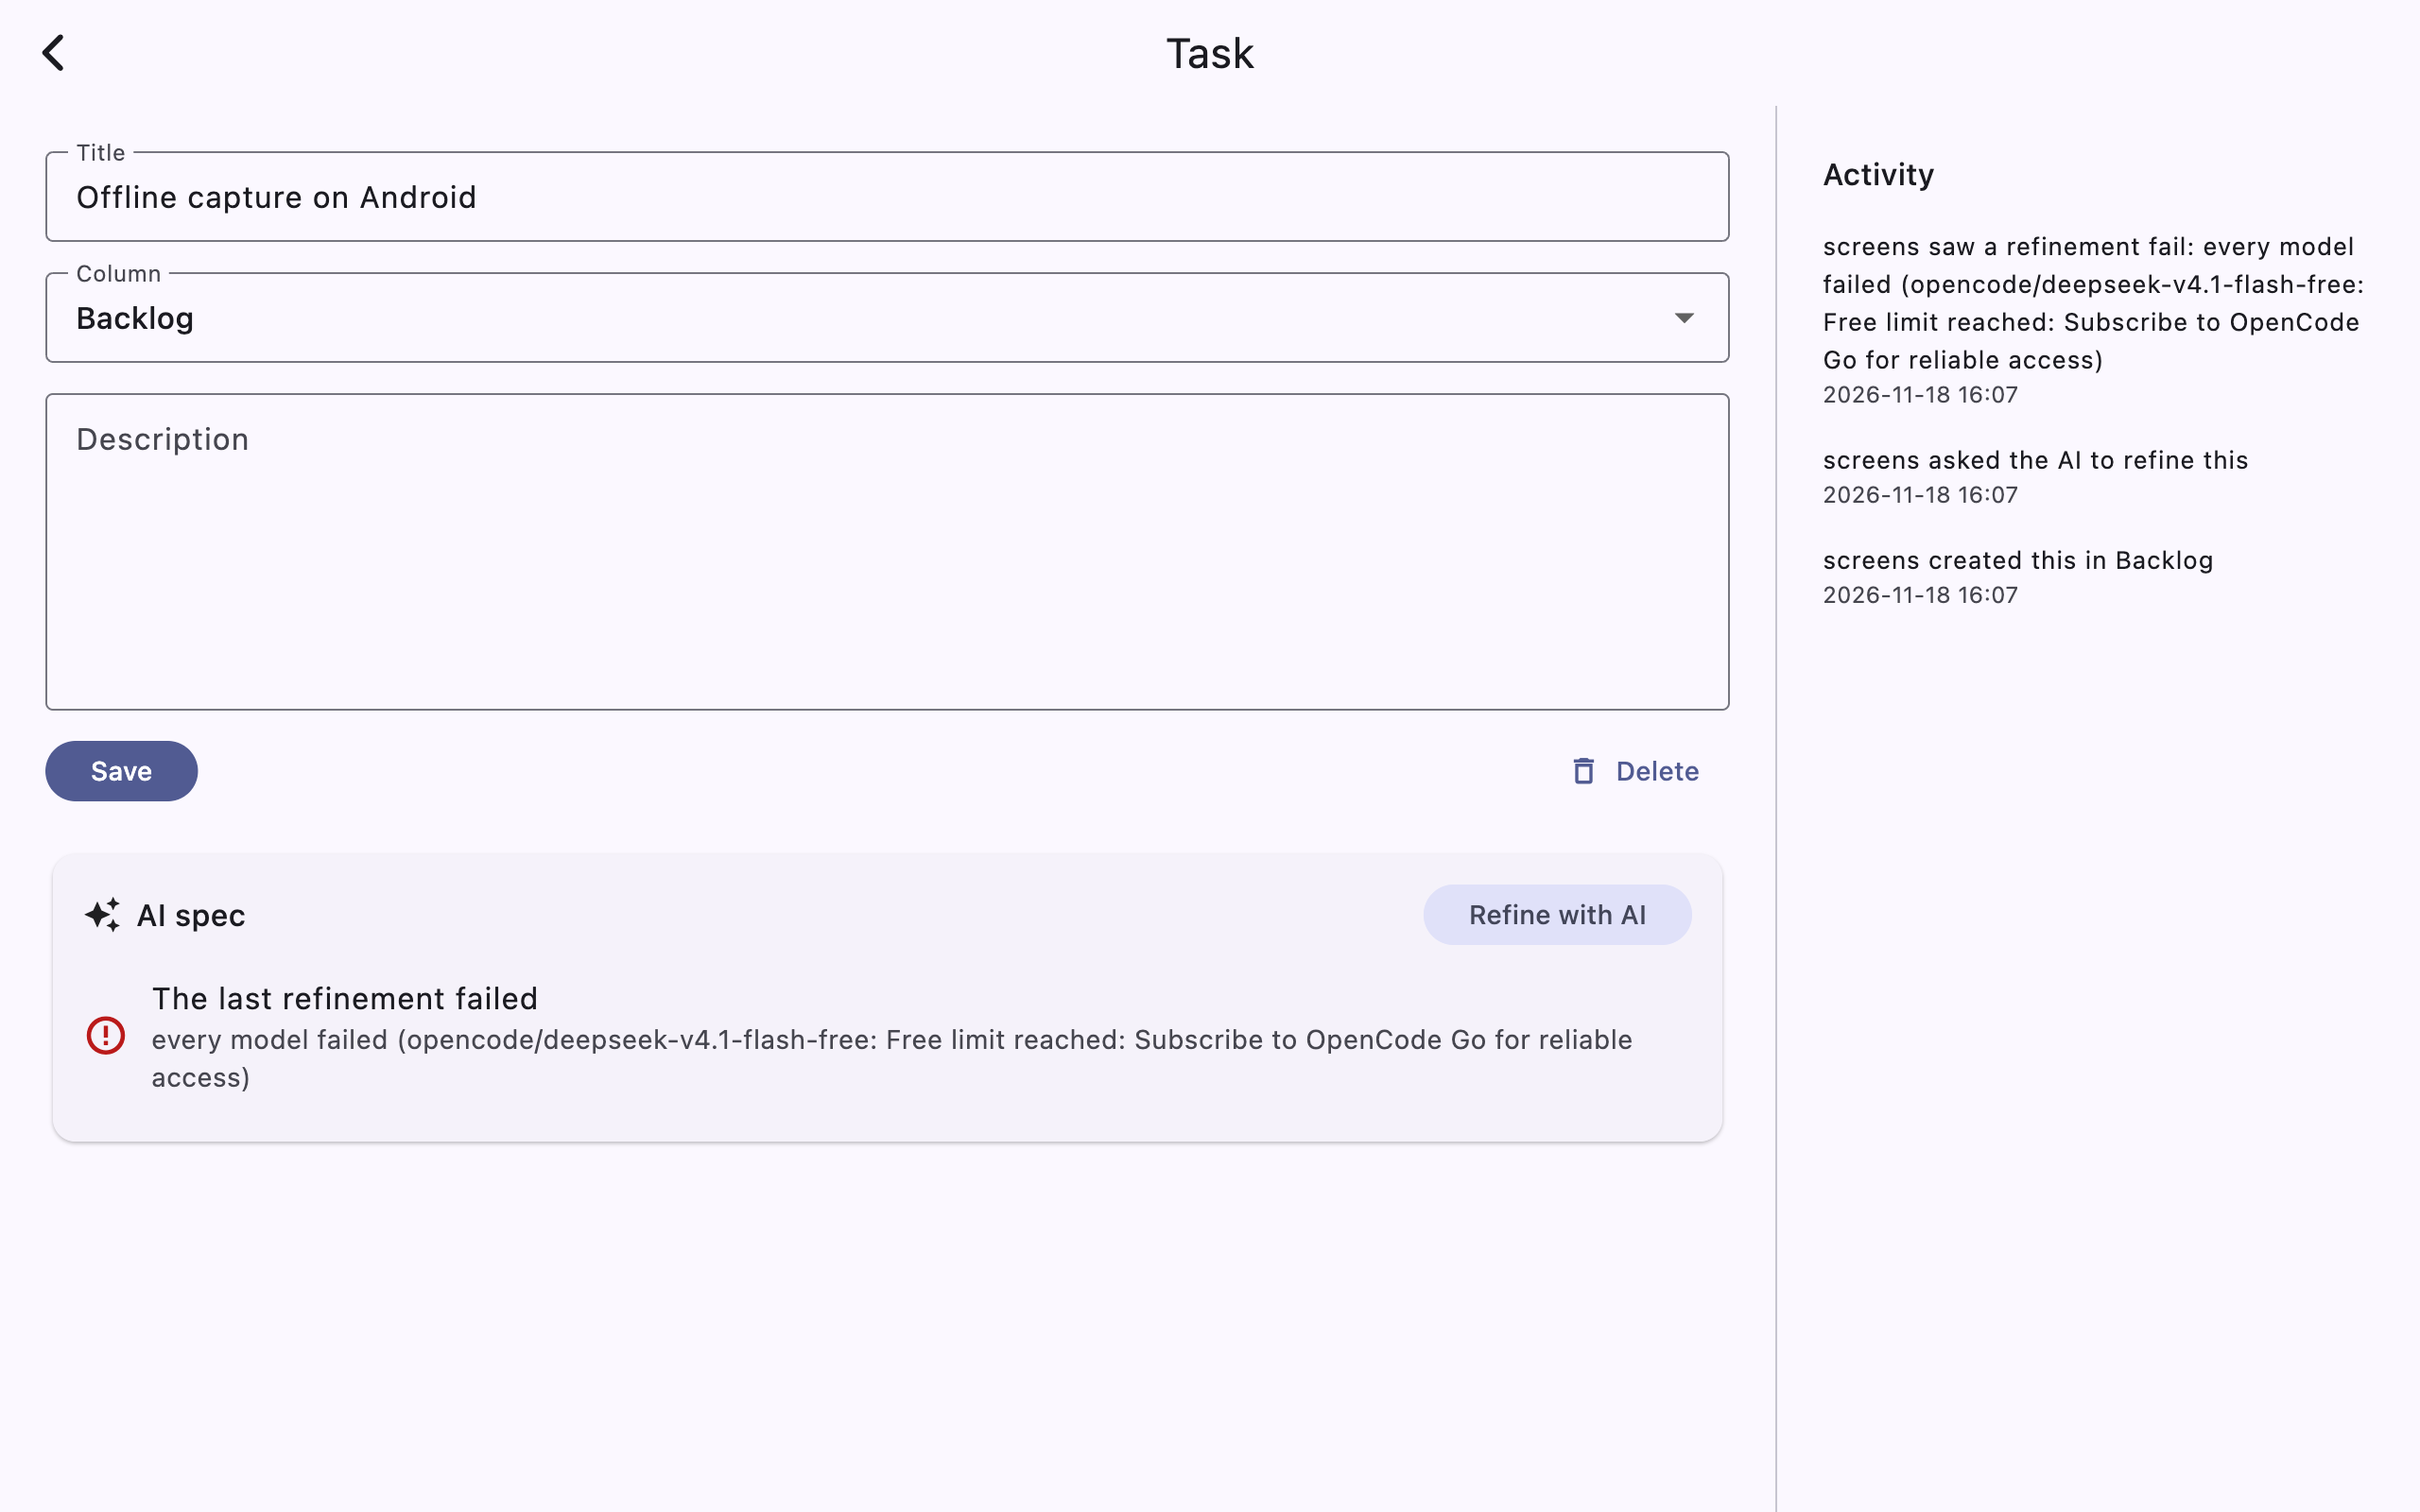 Task
Title
Offline capture on Android
Column
Backlog
Description
Save
Delete
AI spec
Refine with AI
The last refinement failed
every model failed (opencode/deepseek-v4.1-flash-free: Free limit reached: Subscribe to OpenCode Go for reliable
access)
Activity
screens saw a refinement fail: every model
failed (opencode/deepseek-v4.1-flash-free:
Free limit reached: Subscribe to OpenCode
Go for reliable access)
2026-11-18 16:07
screens asked the AI to refine this
2026-11-18 16:07
screens created this in Backlog
2026-11-18 16:07